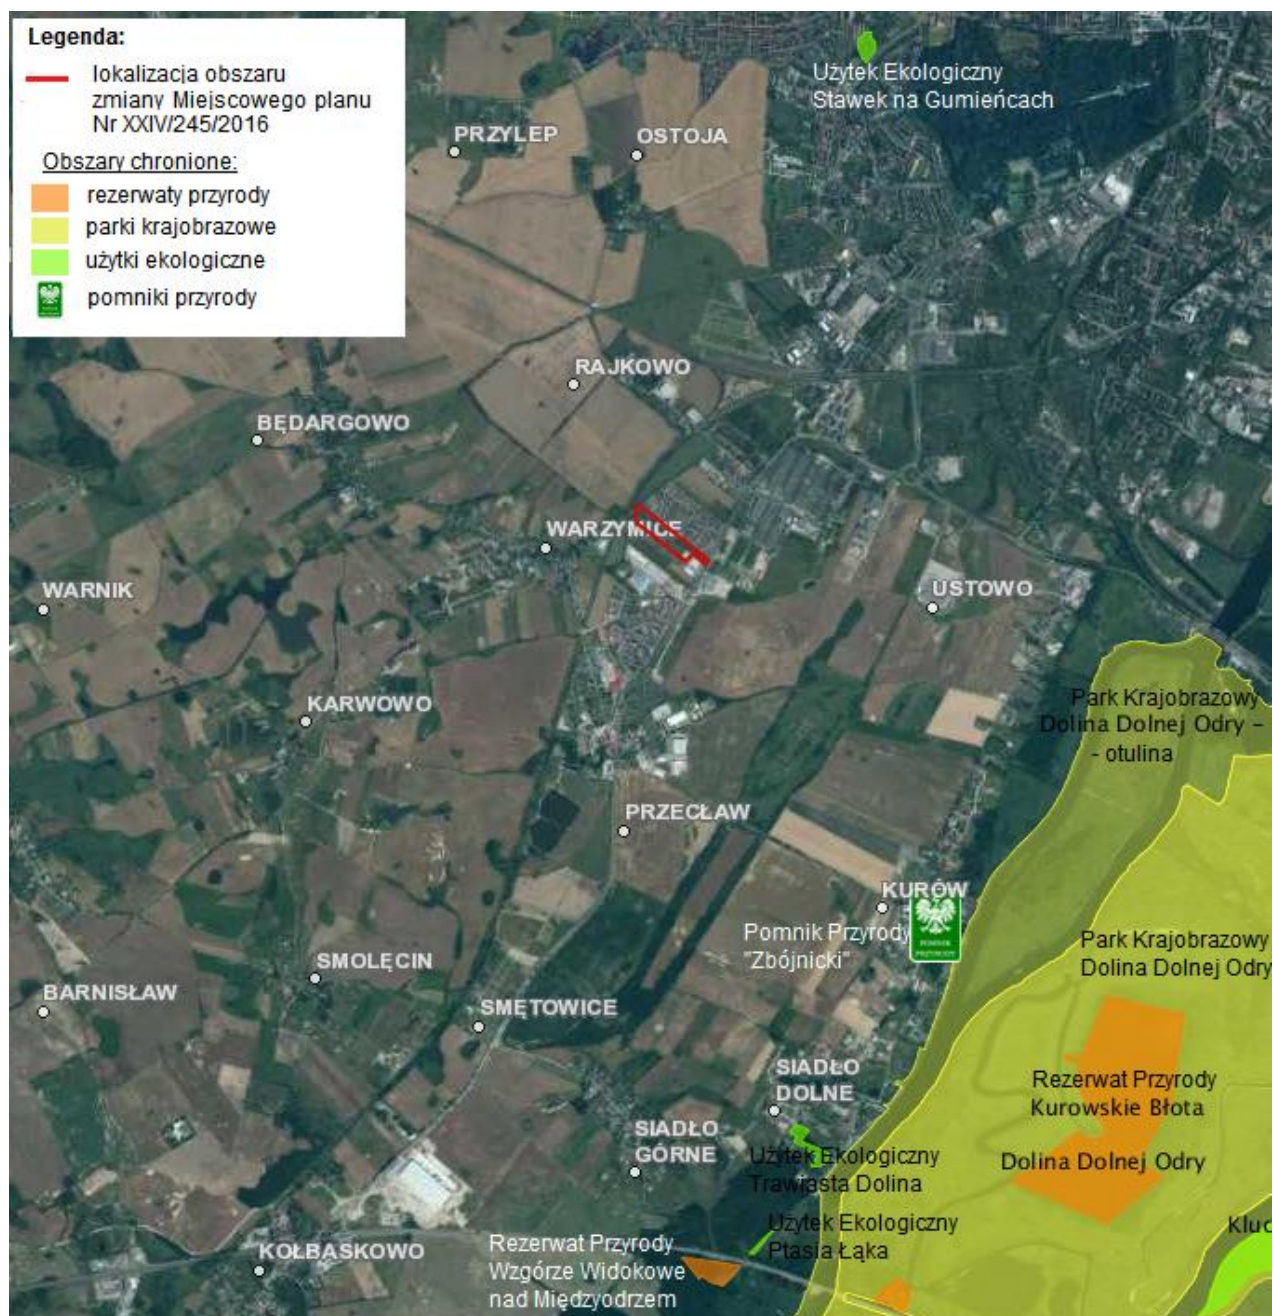 Legenda:
lokalizacja obszaru
zmiany Miejscowego planu
Nr XXIV/245/2016
Obszary chronione:
rezerwaty przyrody
parki krajobrazowe
użytki ekologiczne
pomniki przyrody
Użytek Ekologiczny
Stawek na Gumieńcach
PRZYLEP
OSTOJA
RAJKOWO
BĘDARGOWO
WARZYMICE
WARNIK
USTOWO
KARWOWO
Park Krajobrazowy
Dolina Dolnej Odry –
- otulina
PRZECŁAW
KURÓW
POMNIK
PRZYRODY
Pomnik Przyrody
"Zbójnicki"
Park Krajobrazowy
Dolina Dolnej Odry
SMOLĘCIN
BARNISŁAW
SMĘTOWICE
SIADŁO
DOLNE
Rezerwat Przyrody
Kurowskie Błota
SIADŁO
GÓRNE
Użytek Ekologiczny
Trawiasta Dolina
Dolina Dolnej Odry
Użytek Ekologiczny
Ptasia Łąka
Kluc
KOŁBASKOWO
Rezerwat Przyrody
Wzgórze Widokowe
nad Międzyodrzem